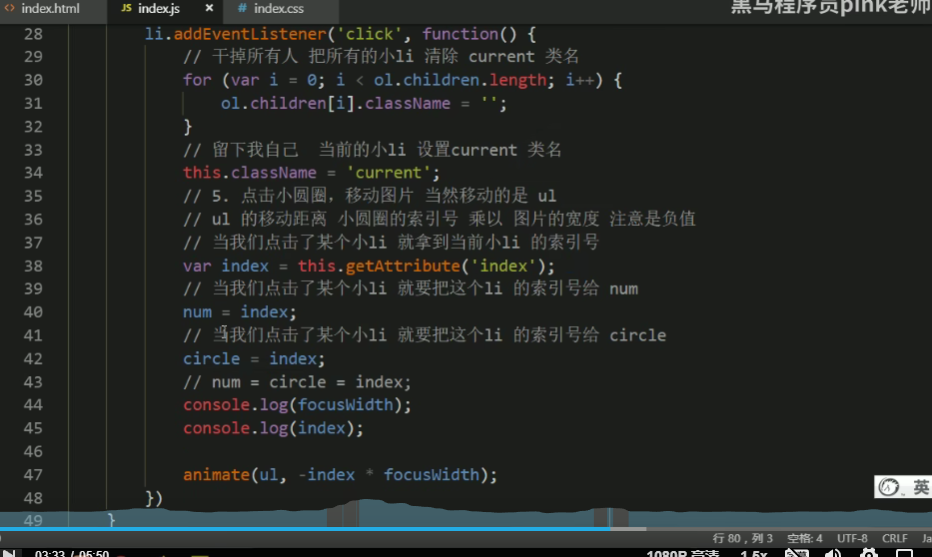 index.html JS index.js × # index.css 黑马程序员pink老师
28 li.addEventListener('click', function() {
29 // 干掉所有人 把所有的小li 清除 current 类名
30 for (var i = 0; i < ol.children.length; i++) {
31 ol.children[i].className = '';
32 }
33 // 留下我自己 当前的小li 设置current 类名
34 this.className = 'current';
35 // 5. 点击小圆圈，移动图片 当然移动的是 ul
36 // ul 的移动距离 小圆圈的索引号 乘以 图片的宽度 注意是负值
37 // 当我们点击了某个小li 就拿到当前小li 的索引号
38 var index = this.getAttribute('index');
39 // 当我们点击了某个小li 就要把这个li 的索引号给 num
40 num = index;
41 // 当我们点击了某个小li 就要把这个li 的索引号给 circle
42 circle = index;
43 // num = circle = index;
44 console.log(focusWidth);
45 console.log(index);
46
47 animate(ul, -index * focusWidth);
48 })
49 }
英
行 80，列 3 空格: 4 UTF-8 CRLF Ja
03:33 / 05:50 1080P 高清 1.5x